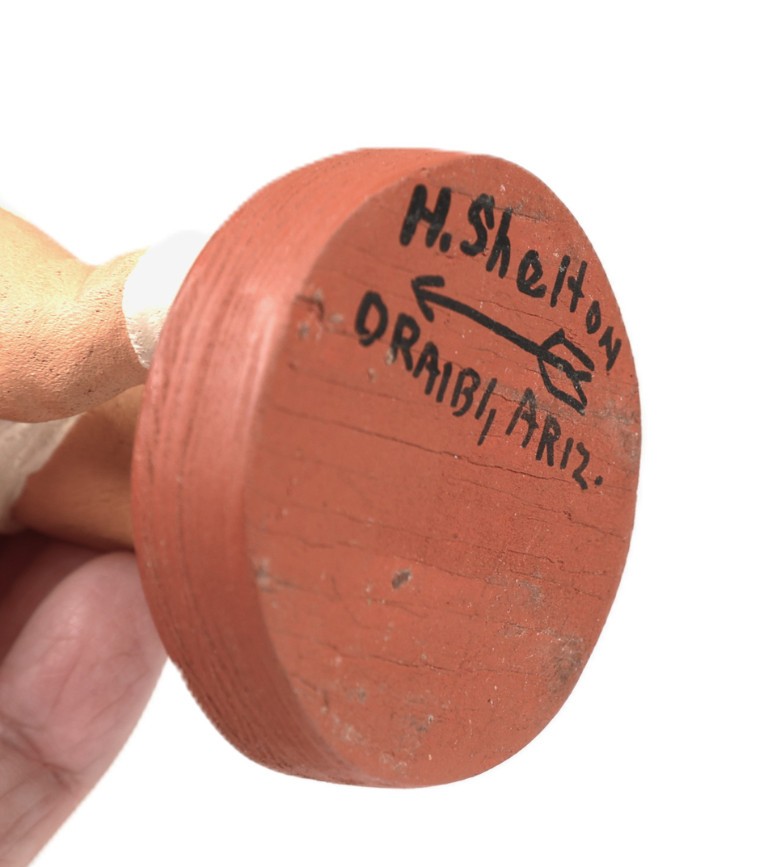 H. Shelton
ORAIBI, ARIZ.